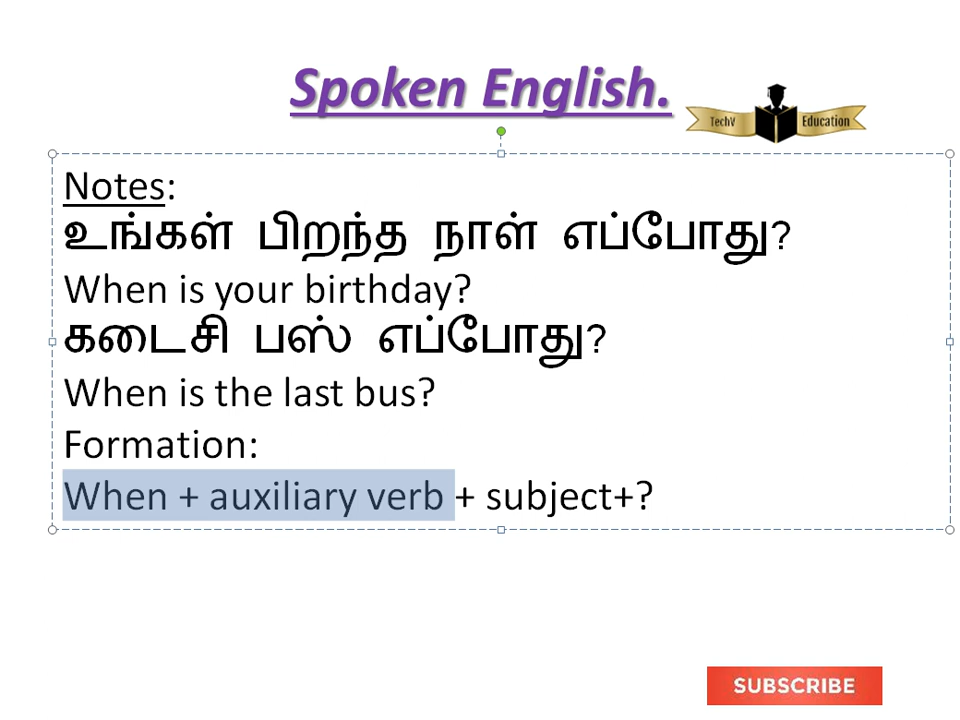 Spoken English.
TechV Education
Notes:
உங்கள் பிறந்த நாள் எப்போது?
When is your birthday?
கடைசி பஸ் எப்போது?
When is the last bus?
Formation:
When + auxiliary verb + subject+?
SUBSCRIBE